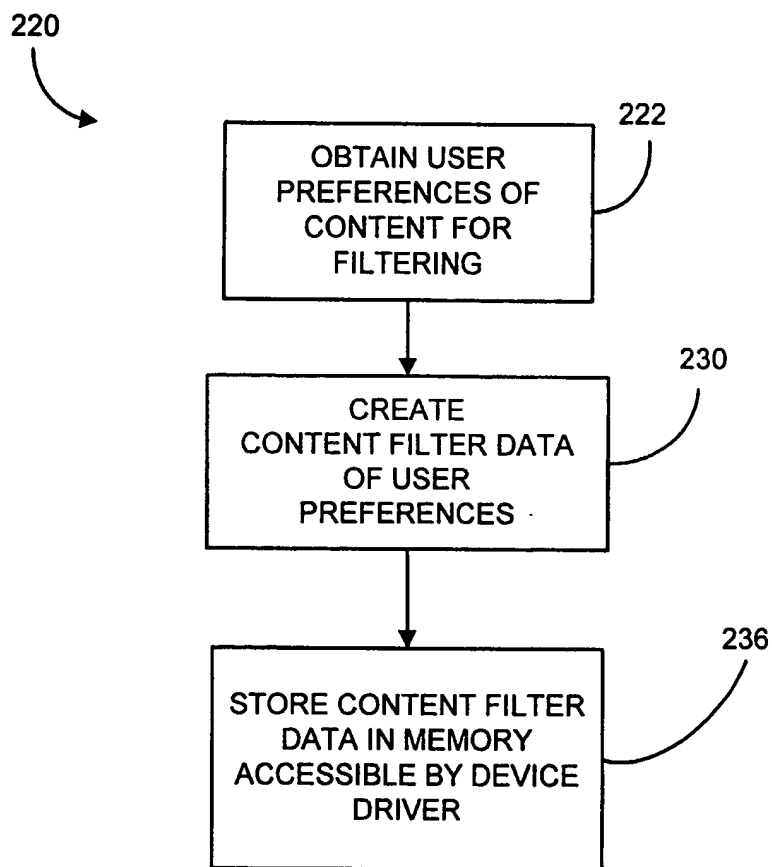 220
222
OBTAIN USER
PREFERENCES OF
CONTENT FOR
FILTERING
230
CREATE
CONTENT FILTER DATA
OF USER
PREFERENCES
236
STORE CONTENT FILTER
DATA IN MEMORY
ACCESSIBLE BY DEVICE
DRIVER